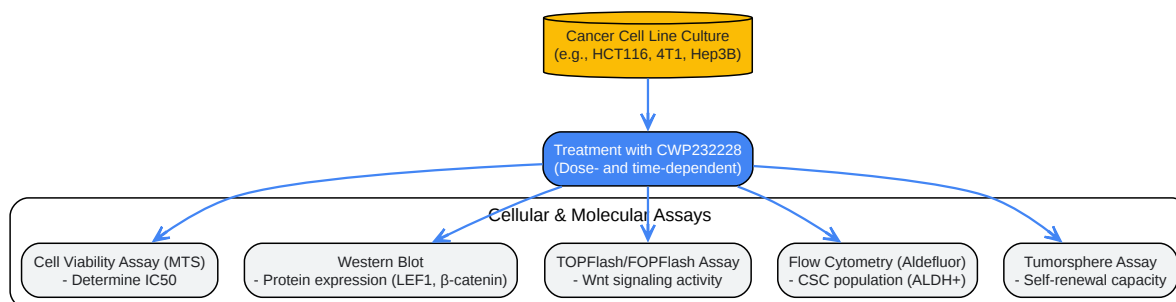 Cancer Cell Line Culture
(e.g., HCT116, 4T1, Hep3B)
Treatment with CWP232228
(Dose- and time-dependent)
Cellular & Molecular Assays
Cell Viability Assay (MTS)
- Determine IC50
Western Blot
- Protein expression (LEF1, β-catenin)
TOPFlash/FOPFlash Assay
- Wnt signaling activity
Flow Cytometry (Aldefluor)
- CSC population (ALDH+)
Tumorsphere Assay
- Self-renewal capacity